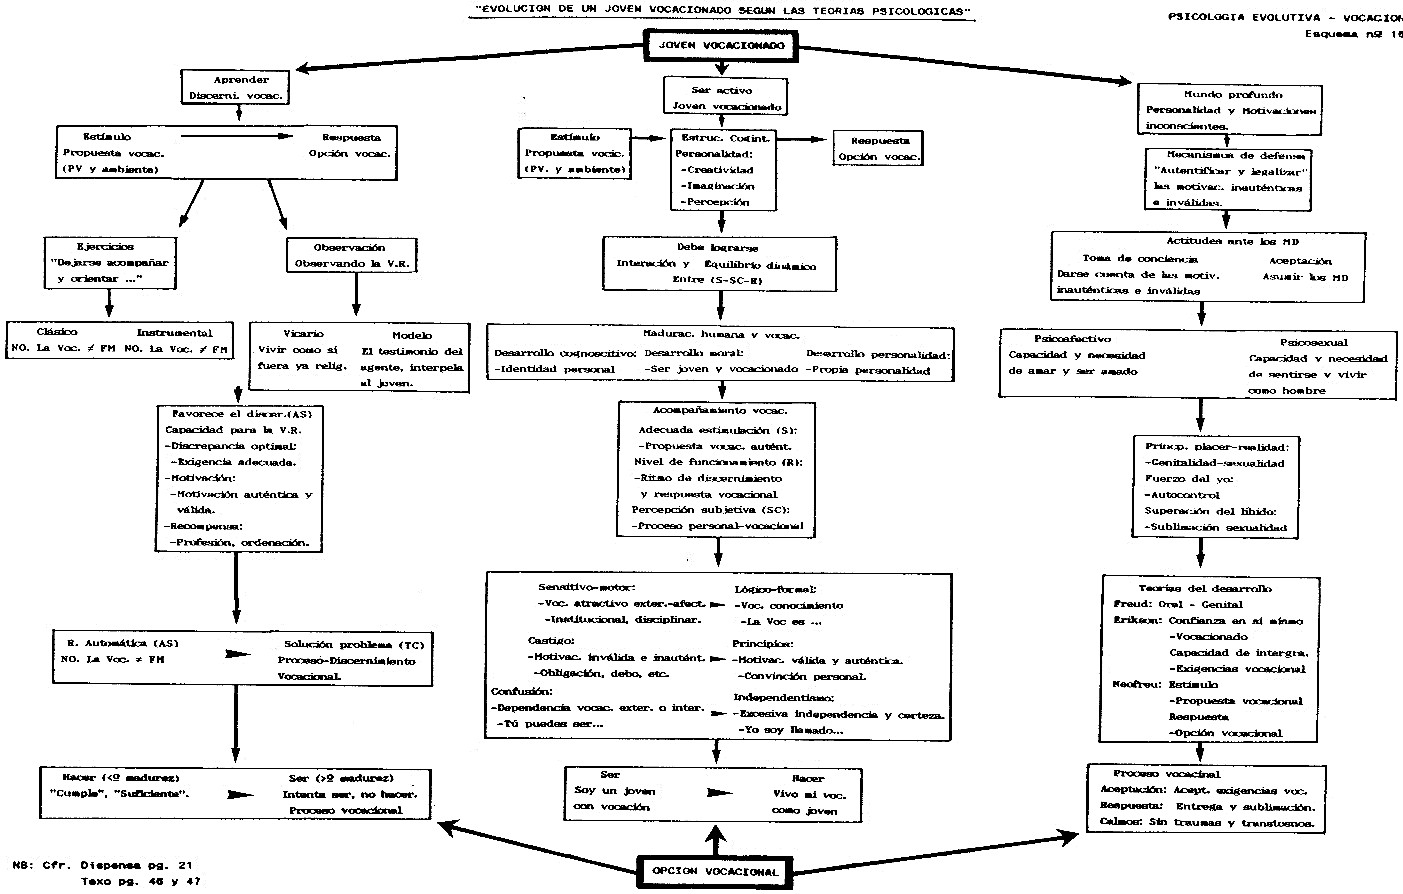 "EVOLUCION DE UN JOVEN VOCACIONADO SEGUN LAS TEORIAS PSICOLOGICAS"
PSICOLOGIA EVOLUTIVA - VOCACION
Esquema nº 16
JOVEN VOCACIONADO
Aprender
Discerni. vocac.
Estímulo
Respuesta
Propuesta vocac.
Opción vocac.
(PV y ambiente)
Ejercicios
"Dejarse acompañar
y orientar ..."
Observación
Observando la V.R.
Clásico Instrumental
NO. La Voc. ≠ FM NO. La Voc. ≠ FM
Vicario
Vivir como si
fuera ya relig.
Modelo
El testimonio del
agente, interpela
al joven.
Favorece el discer.(AS)
Capacidad para la V.R.
-Discrepancia optimal:
-Exigencia adecuada.
-Motivación:
-Motivación auténtica y
válida.
-Recompensa:
-Profesión, ordenación.
R. Automática (AS)
NO. La Voc. ≠ FM
Solución problema (TC)
Proceso-Discernimiento
Vocacional.
Hacer (<º madurez)
"Cumple", "Suficiente".
Ser (>º madurez)
Intenta ser, no hacer.
Proceso vocacional
Ser activo
Joven vocacionado
Estímulo
Propuesta vocic.
(PV. y ambiente)
Estruc. Cogint.
Personalidad:
-Creatividad
-Imaginación
-Percepción
Respuesta
Opción vocac.
Debe lograrse
Interación y Equilibrio dinámico
Entre (S-SC-R)
Madurac. humana y vocac.
Desarrollo cognoscitivo: Desarrollo moral: Desarrollo personalidad:
-Identidad personal -Ser joven y vocacionado -Propia personalidad
Acompañamiento vocac.
Adecuada estimulación (S):
-Propuesta vocac. autént.
Nivel de funcionamiento (R):
-Ritmo de discernimiento
y respuesta vocacional
Percepción subjetiva (SC):
-Proceso personal-vocacional
Sensitivo-motor:
-Voc. atractivo exter.-afect.
-Institucional, disciplinar.
Lógico-formal:
-Voc. conocimiento
-La Voc es ...
Castigo:
-Motivac. inválida e inautént.
-Obligación, debo, etc.
Principios:
-Motivac. válida y auténtica.
-Convinción personal.
Confusión:
-Dependencia vocac. exter. o inter.
-Tú puedes ser...
Independentismo:
-Excesiva independencia y certeza.
-Yo soy llamado...
Ser
Soy un joven
con vocación
Hacer
Vivo mi voc.
como joven
Mundo profundo
Personalidad y Motivaciones
inconscientes.
Mecanismus de defensa
"Autentificar y legalizar"
las motivac. inauténticas
e inválidas.
Actitudes ante los MD
Toma de conciencia
Darse cuenta de las motiv.
inauténticas e inválidas
Aceptación
Asumir los MD
Psicoafectivo
Capacidad y necesidad
de amar y ser amado
Psicosexual
Capacidad y necesidad
de sentirse y vivir
como hombre
Princp. placer-realidad:
-Genitalidad-sexualidad
Fuerzo del yo:
-Autocontrol
Superación del líbido:
-Sublimación sexualidad
Teorías del desarrollo
Freud: Oral - Genital
Erikson: Confianza en sí mismo
-Vocacionado
Capacidad de intergra.
-Exigencias vocacional
Neofreu: Estímulo
-Propuesta vocacional
Respuesta
-Opción vocacional
Proceso vocacinal
Aceptación: Acept. exigencias voc.
Respuesta: Entrega y sublimación.
Calmos: Sin traumas y transtosnos.
OPCION VOCACIONAL
NB: Cfr. Dispensa pg. 21
Texo pg. 46 y 47